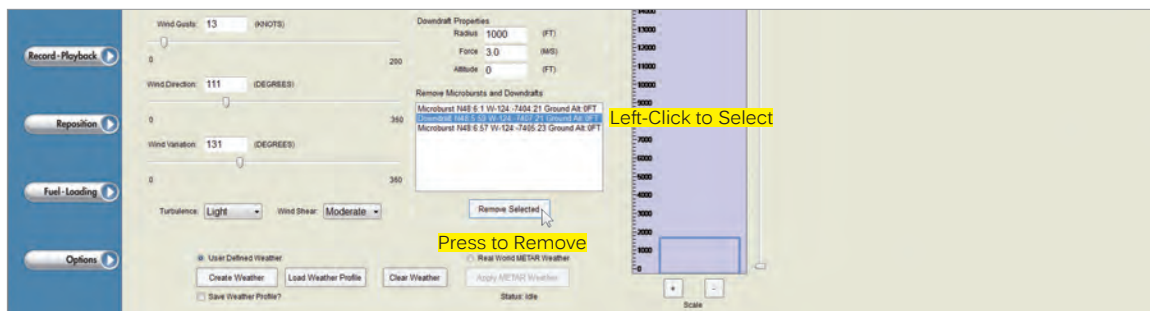 Record-Playback
Reposition
Fuel-Loading
Options
Wind Gusts: 13 (KNOTS)
0 200
Wind Direction: 111 (DEGREES)
0 360
Wind Variation: 131 (DEGREES)
0 360
Turbulence: Light Wind Shear: Moderate
Downdraft Properties
Radius 1000 (FT)
Force 3.0 (M/S)
Altitude 0 (FT)
Remove Microbursts and Downdrafts
Microburst N48:6:1 W-124:-7404:21 Ground Alt:0FT
Downdraft N48:5:53 W-124:-7407:21 Ground Alt:0FT
Microburst N48:6:57 W-124:-7405:23 Ground Alt:0FT
Left-Click to Select
Remove Selected
Press to Remove
User Defined Weather
Real World METAR Weather
Create Weather Load Weather Profile Clear Weather Apply METAR Weather
Save Weather Profile? Status: Idle
14000
13000
12000
11000
10000
9000
7000
6000
5000
4000
3000
2000
1000
0
+ -
Scale